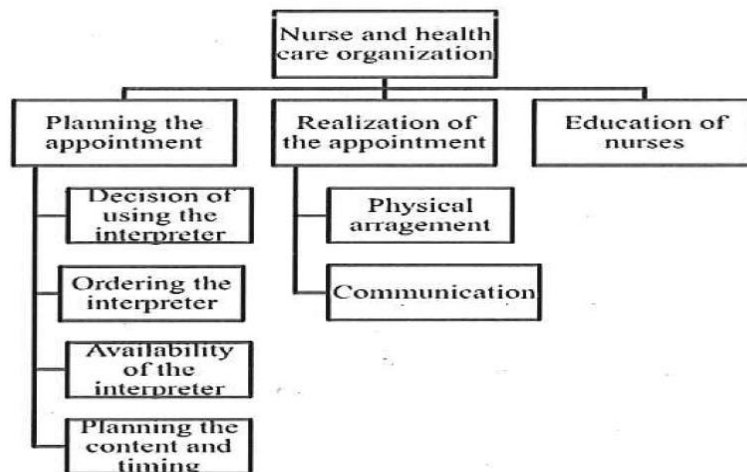 Nurse and health
care organization
Planning the
appointment
Realization of
the appointment
Education of
nurses
Decision of
using the
interpreter
Physical
arragement
Ordering the
interpreter
Communication
Availability
of the
interpreter
Planning the
content and
timing